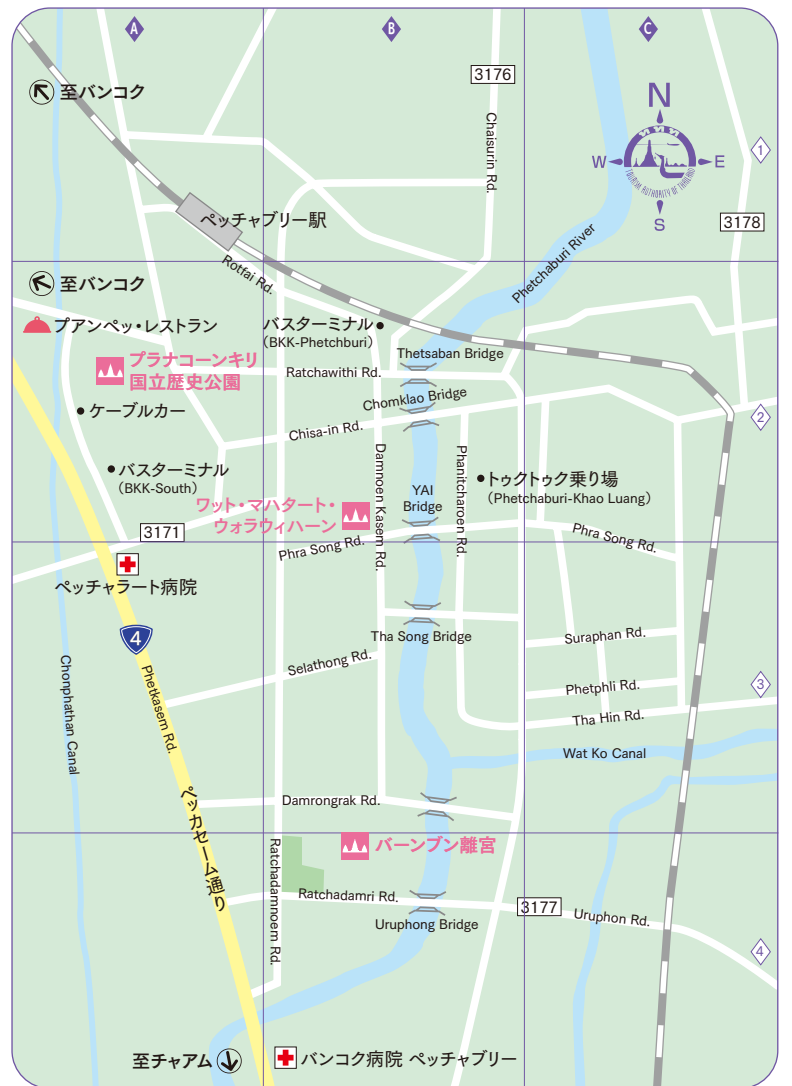 A
B
C
至バンコク
3176
Chaisurin Rd.
N
W
E
S
TOURISM AUTHORITY OF THAILAND
1
3178
ペッチャブリー駅
Rotfai Rd.
Phetchaburi River
至バンコク
プアンペッ・レストラン
バスターミナル
(BKK-Phetchburi)
Thetsaban Bridge
プラナコーンキリ
国立歴史公園
Ratchawithi Rd.
Chomklao Bridge
ケーブルカー
2
Chisa-in Rd.
Damnoen Kasem Rd.
Phanitcharoen Rd.
バスターミナル
(BKK-South)
トゥクトゥク乗り場
(Phetchaburi-Khao Luang)
YAI
Bridge
ワット・マハタート・
ウォラウィハーン
3171
Phra Song Rd.
Phra Song Rd.
ペッチャラート病院
4
Tha Song Bridge
Suraphan Rd.
Selathong Rd.
Chonphathan Canal
Phetkasem Rd.
Phetphli Rd.
3
Tha Hin Rd.
Wat Ko Canal
ペッカセーム通り
Damrongrak Rd.
バーンプン離宮
Ratchadamnoem Rd.
Ratchadamri Rd.
3177
Uruphon Rd.
Uruphong Bridge
4
至チャアム
バンコク病院 ペッチャブリー